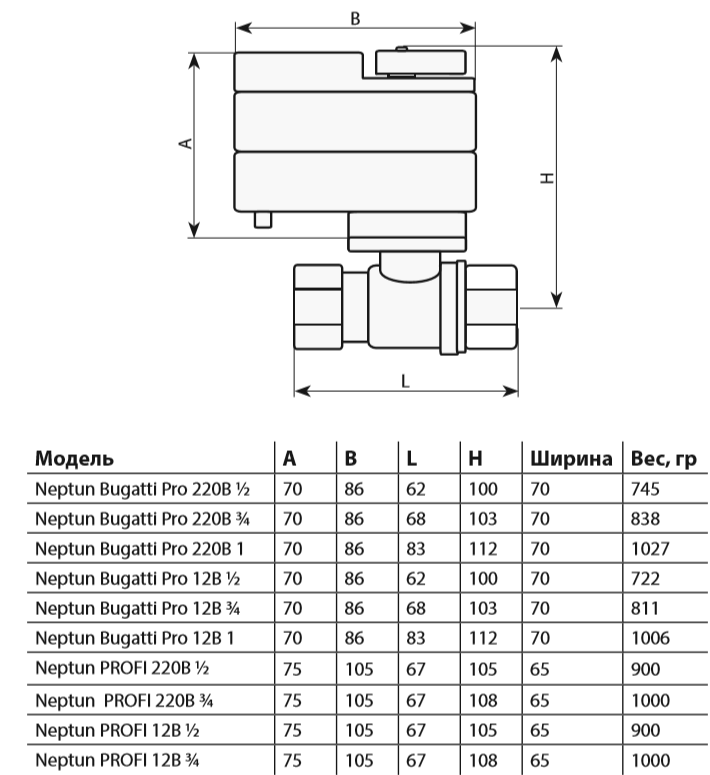 B
A
H
L
Модель A B L H Ширина Вес, гр
Neptun Bugatti Pro 220В ½ 70 86 62 100 70 745
Neptun Bugatti Pro 220В ¾ 70 86 68 103 70 838
Neptun Bugatti Pro 220В 1 70 86 83 112 70 1027
Neptun Bugatti Pro 12В ½ 70 86 62 100 70 722
Neptun Bugatti Pro 12В ¾ 70 86 68 103 70 811
Neptun Bugatti Pro 12В 1 70 86 83 112 70 1006
Neptun PROFI 220В ½ 75 105 67 105 65 900
Neptun PROFI 220В ¾ 75 105 67 108 65 1000
Neptun PROFI 12В ½ 75 105 67 105 65 900
Neptun PROFI 12В ¾ 75 105 67 108 65 1000